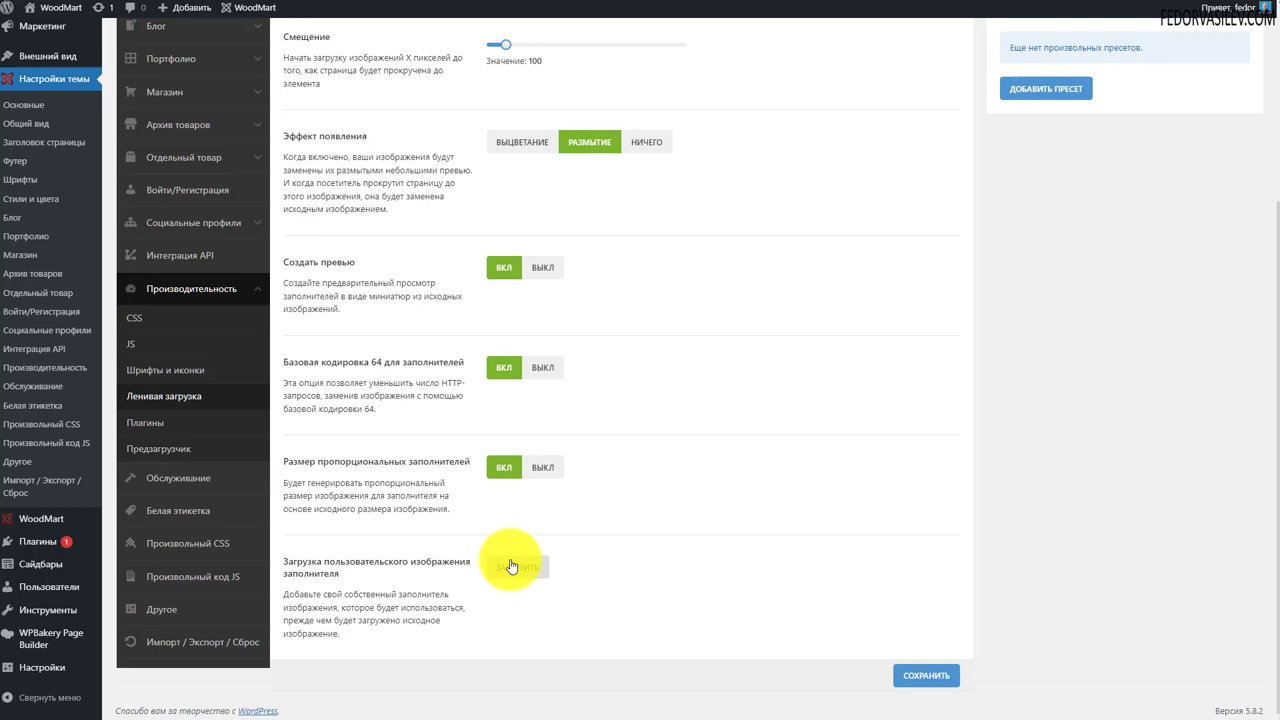 WoodMart
1
0
+ Добавить
WoodMart
Привет, fedor
FEDORVASILEV.COM
Маркетинг
Внешний вид
Настройки темы
Основные
Общий вид
Заголовок страницы
Футер
Шрифты
Стили и цвета
Блог
Портфолио
Магазин
Архив товаров
Отдельный товар
Войти/Регистрация
Социальные профили
Интеграция API
Производительность
Обслуживание
Белая этикетка
Произвольный CSS
Произвольный код JS
Другое
Импорт / Экспорт /
Сброс
WoodMart
Плагины 1
Сайдбары
Пользователи
Инструменты
WPBakery Page
Builder
Настройки
Свернуть меню
Блог
Портфолио
Магазин
Архив товаров
Отдельный товар
Войти/Регистрация
Социальные профили
Интеграция API
Производительность
CSS
JS
Шрифты и иконки
Ленивая загрузка
Плагины
Предзагрузчик
Обслуживание
Белая этикетка
Произвольный CSS
Произвольный код JS
Другое
Импорт / Экспорт / Сброс
Смещение
Начать загрузку изображений X пикселей до
того, как страница будет прокручена до
элемента
Значение: 100
Эффект появления
Когда включено, ваши изображения будут
заменены их размытыми небольшими превью.
И когда посетитель прокрутит страницу до
этого изображения, она будет заменена
исходным изображением.
ВЫЦВЕТАНИЕ РАЗМЫТИЕ НИЧЕГО
Создать превью
Создайте предварительный просмотр
заполнителей в виде миниатюр из исходных
изображений.
ВКЛ ВЫКЛ
Базовая кодировка 64 для заполнителей
Эта опция позволяет уменьшить число HTTP-
запросов, заменив изображения с помощью
базовой кодировки 64.
ВКЛ ВЫКЛ
Размер пропорциональных заполнителей
Будет генерировать пропорциональный
размер изображения для заполнителя на
основе исходного размера изображения.
ВКЛ ВЫКЛ
Загрузка пользовательского изображения
заполнителя
Добавьте свой собственный заполнитель
изображения, которое будет использоваться,
прежде чем будет загружено исходное
изображение.
СОХРАНИТЬ
Еще нет произвольных пресетов.
ДОБАВИТЬ ПРЕСЕТ
Спасибо вам за творчество с WordPress.
Версия 5.8.2